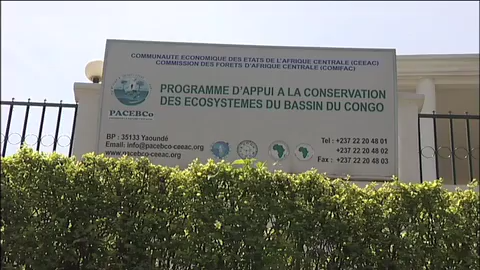 COMMUNAUTE ECONOMIQUE DES ETATS DE L'AFRIQUE CENTRALE (CEEAC)
COMMISSION DES FORETS D'AFRIQUE CENTRALE (COMIFAC)
PROGRAMME D'APPUI A LA CONSERVATION
DES ECOSYSTEMES DU BASSIN DU CONGO
PACEBCo
BP : 35133 Yaoundé
Email: info@pacebco-ceeac.org
www.pacebco-ceeac.org
Tel : +237 22 20 48 01
+237 22 20 48 02
Fax : +237 22 20 48 03